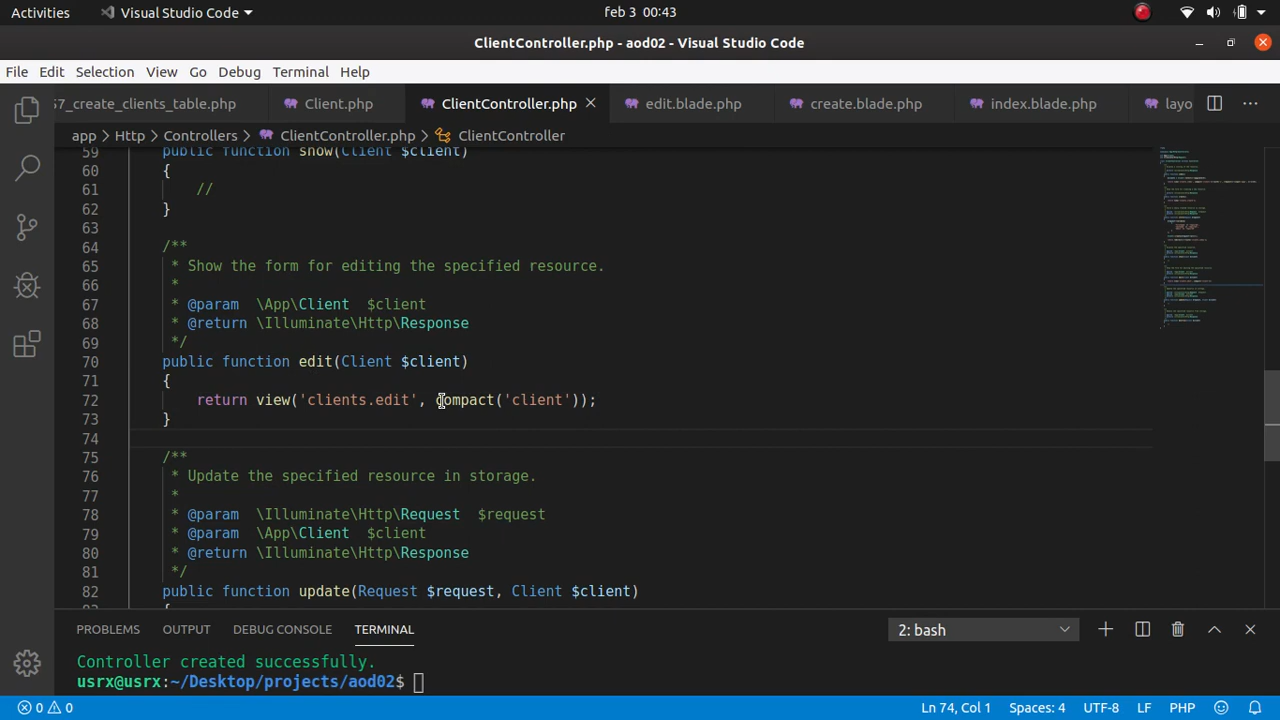 Activities Visual Studio Code feb 3 00:43
ClientController.php - aod02 - Visual Studio Code
File Edit Selection View Go Debug Terminal Help
57_create_clients_table.php Client.php ClientController.php edit.blade.php create.blade.php index.blade.php layo
app > Http > Controllers > ClientController.php > ClientController
59 public function show(Client $client)
60 {
61 //
62 }
63
64 /**
65 * Show the form for editing the specified resource.
66 *
67 * @param \App\Client $client
68 * @return \Illuminate\Http\Response
69 */
70 public function edit(Client $client)
71 {
72 return view('clients.edit', compact('client'));
73 }
74
75 /**
76 * Update the specified resource in storage.
77 *
78 * @param \Illuminate\Http\Request $request
79 * @param \App\Client $client
80 * @return \Illuminate\Http\Response
81 */
82 public function update(Request $request, Client $client)
83 {
PROBLEMS OUTPUT DEBUG CONSOLE TERMINAL 2: bash
Controller created successfully.
usrx@usrx:~/Desktop/projects/aod02$
0 0 Ln 74, Col 1 Spaces: 4 UTF-8 LF PHP